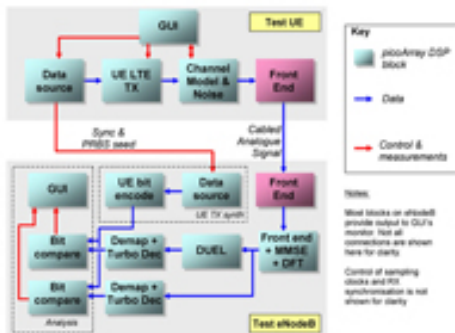 Test UE
GUI
Data
source
UE LTE
TX
Channel
Model &
Noise
Front
End
Sync &
PRBS seed
Cabled
Analogue
Signal
GUI
UE bit
encode
Data
source
UE TX synth
Front
End
Bit
compare
Demap +
Turbo Dec
DUEL
Front end
+ MMSE
+ DFT
Bit
compare
Demap +
Turbo Dec
Analysis
Test eNodeB
Key
picoArray DSP
block
Data
Control &
measurements
Notes:
Most blocks on eNodeB
provide output to GUI's
monitor. Not all
connections are shown
here for clarity.
Control of sampling
clocks and RX
synchronisation is not
shown for clarity